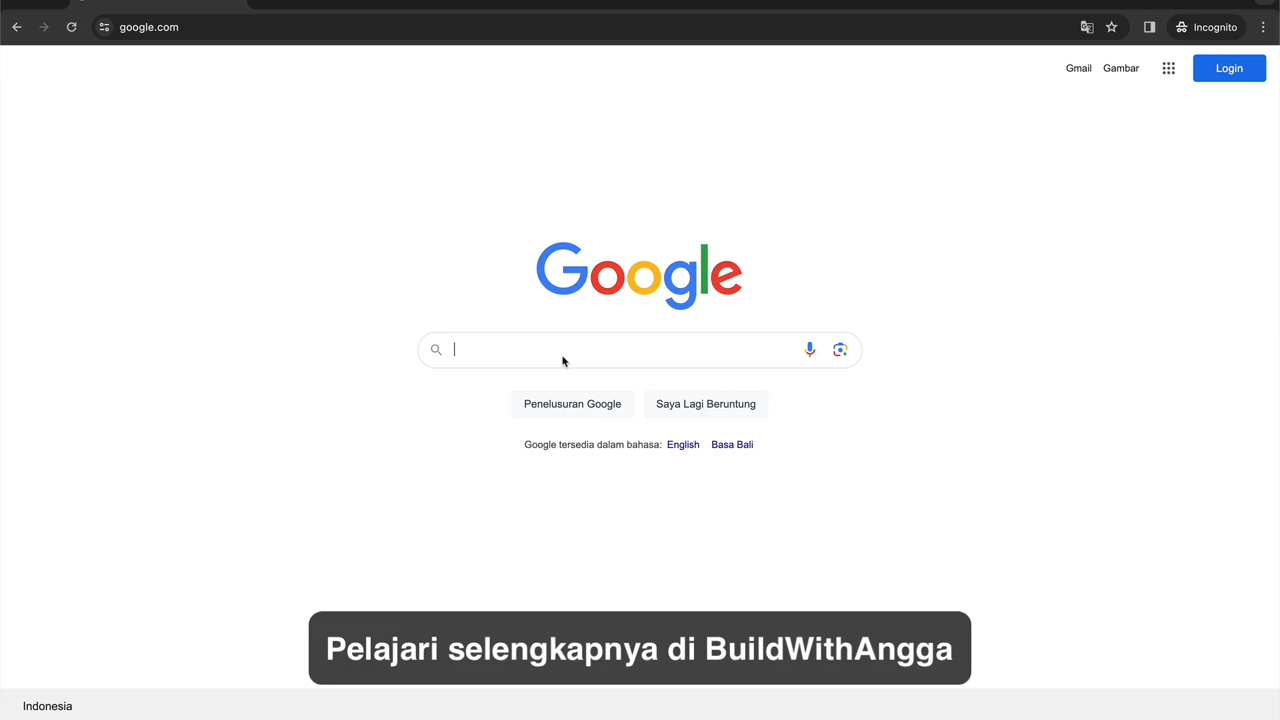 google.com
Incognito
Gmail Gambar Login
Google
Penelusuran Google Saya Lagi Beruntung
Google tersedia dalam bahasa: English Basa Bali
Pelajari selengkapnya di BuildWithAngga
Indonesia